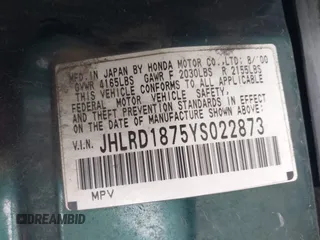 MFD. IN JAPAN BY HONDA MOTOR CO., LTD. 8/'00
GVWR 4165LBS GAWR F 2030LBS R 2155LBS
THIS VEHICLE CONFORMS TO ALL APPLICABLE
FEDERAL MOTOR VEHICLE SAFETY AND
THEFT PREVENTION STANDARDS IN EFFECT ON
THE DATE OF MANUFACTURE SHOWN ABOVE.
V.I.N. JHLRD1875YS022873
MPV
DREAMBID